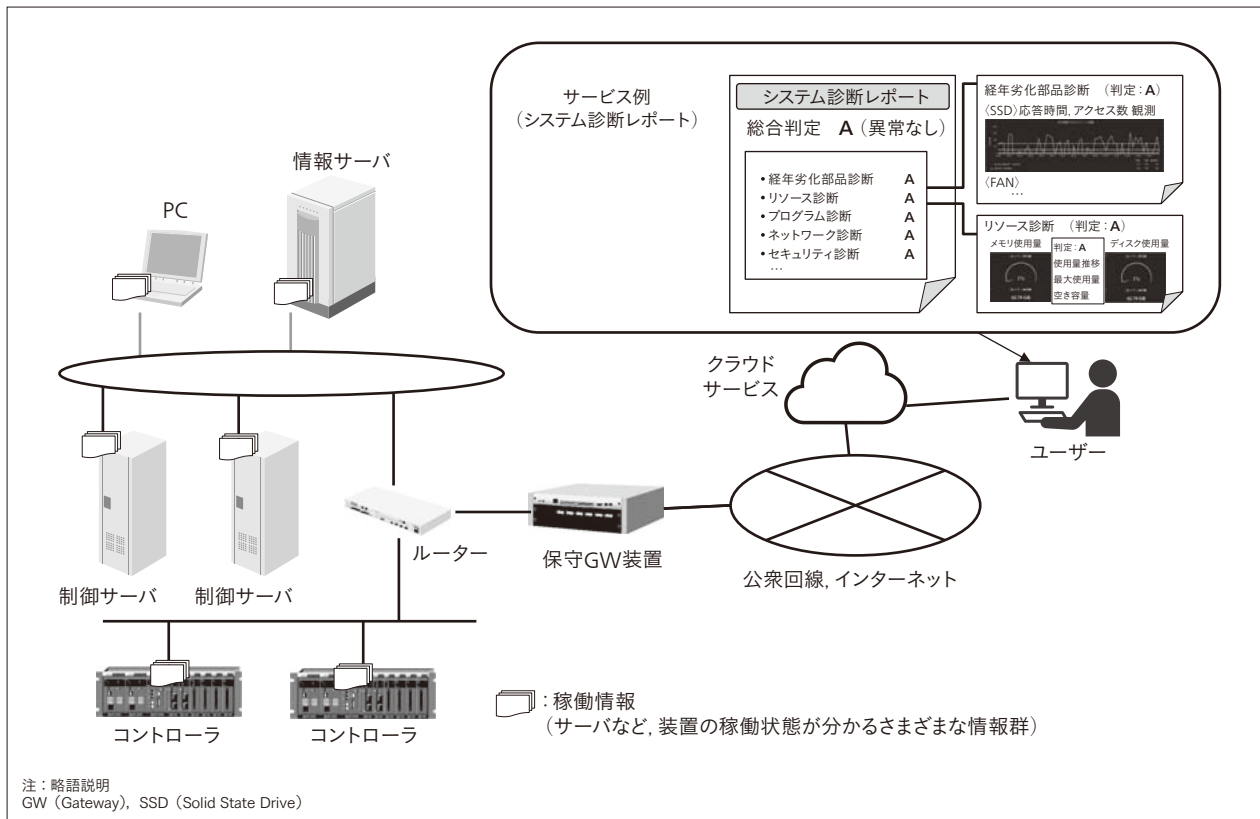 サービス例
（システム診断レポート）
システム診断レポート
総合判定 A（異常なし）
•経年劣化部品診断 A
•リソース診断 A
•プログラム診断 A
•ネットワーク診断 A
•セキュリティ診断 A
…
経年劣化部品診断 （判定：A）
〈SSD〉応答時間，アクセス数 観測
〈FAN〉
…
リソース診断 （判定：A）
メモリ使用量
判定：A
使用量推移
最大使用量
空き容量
ディスク使用量
情報サーバ
PC
クラウド
サービス
ユーザー
ルーター
保守GW装置
公衆回線，インターネット
制御サーバ
制御サーバ
コントローラ
コントローラ
：稼働情報
（サーバなど，装置の稼働状態が分かるさまざまな情報群）
注：略語説明
GW（Gateway），SSD（Solid State Drive）